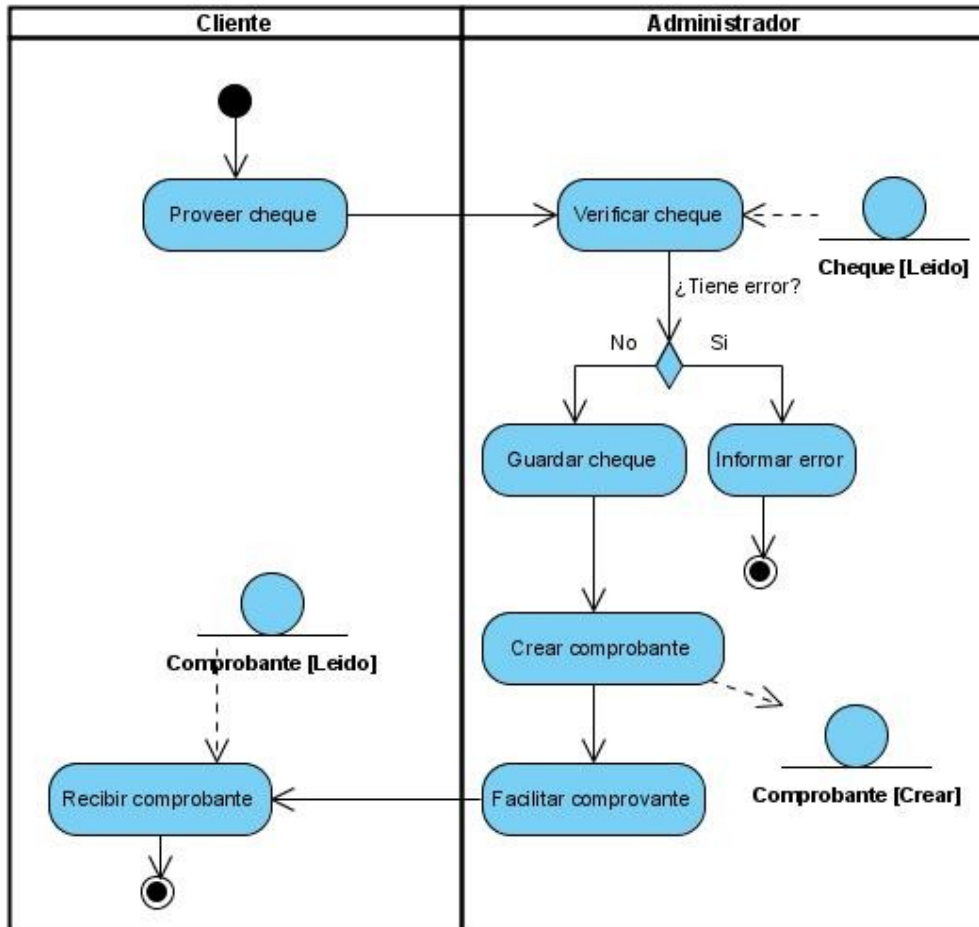 Cliente
Administrador
Proveer cheque
Verificar cheque
Cheque [Leido]
¿Tiene error?
No
Si
Guardar cheque
Informar error
Comprobante [Leido]
Crear comprobante
Recibir comprobante
Facilitar comprovante
Comprobante [Crear]